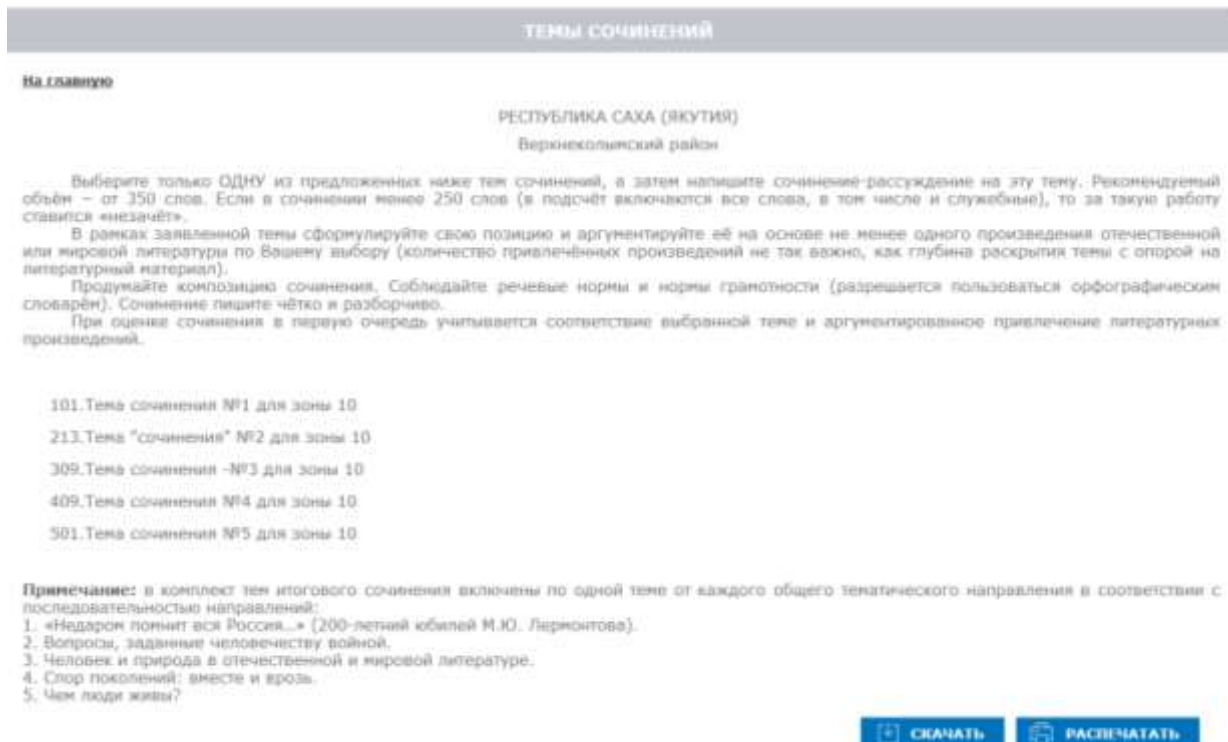 ТЕМЫ СОЧИНЕНИЙ
На главную
РЕСПУБЛИКА САХА (ЯКУТИЯ)
Верхнеколымский район
Выберите только ОДНУ из предложенных ниже тем сочинений, а затем напишите сочинение-рассуждение на эту тему. Рекомендуемый
объём – от 350 слов. Если в сочинении менее 250 слов (в подсчёт включаются все слова, в том числе и служебные), то за такую работу
ставится «незачёт».
В рамках заявленной темы сформулируйте свою позицию и аргументируйте её на основе не менее одного произведения отечественной
или мировой литературы по Вашему выбору (количество привлечённых произведений не так важно, как глубина раскрытия темы с опорой на
литературный материал).
Продумайте композицию сочинения. Соблюдайте речевые нормы и нормы грамотности (разрешается пользоваться орфографическим
словарём). Сочинение пишите чётко и разборчиво.
При оценке сочинения в первую очередь учитывается соответствие выбранной теме и аргументированное привлечение литературных
произведений.
101.Тема сочинения №1 для зоны 10
213.Тема "сочинения" №2 для зоны 10
309.Тема сочинения -№3 для зоны 10
409.Тема сочинения №4 для зоны 10
501.Тема сочинения №5 для зоны 10
Примечание: в комплект тем итогового сочинения включены по одной теме от каждого общего тематического направления в соответствии с
последовательностью направлений:
1. «Недаром помнит вся Россия…» (200-летний юбилей М.Ю. Лермонтова).
2. Вопросы, заданные человечеству войной.
3. Человек и природа в отечественной и мировой литературе.
4. Спор поколений: вместе и врозь.
5. Чем люди живы?
СКАЧАТЬ РАСПЕЧАТАТЬ